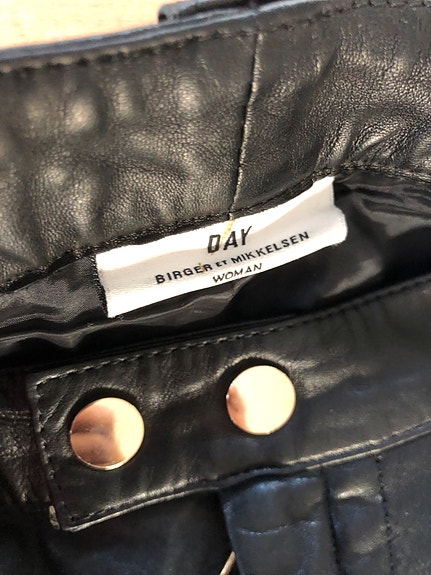 DAY
BIRGER ET MIKKELSEN
WOMAN